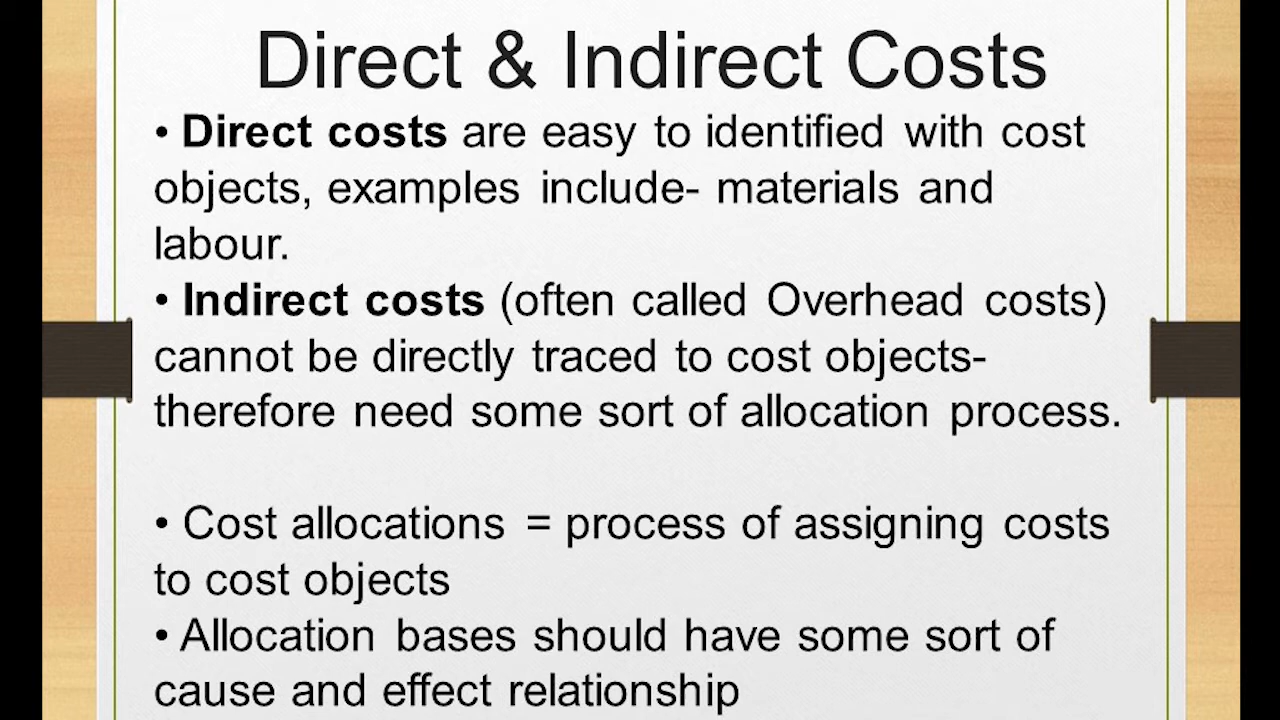 Direct & Indirect Costs
• Direct costs are easy to identified with cost
objects, examples include- materials and
labour.
• Indirect costs (often called Overhead costs)
cannot be directly traced to cost objects-
therefore need some sort of allocation process.
• Cost allocations = process of assigning costs
to cost objects
• Allocation bases should have some sort of
cause and effect relationship